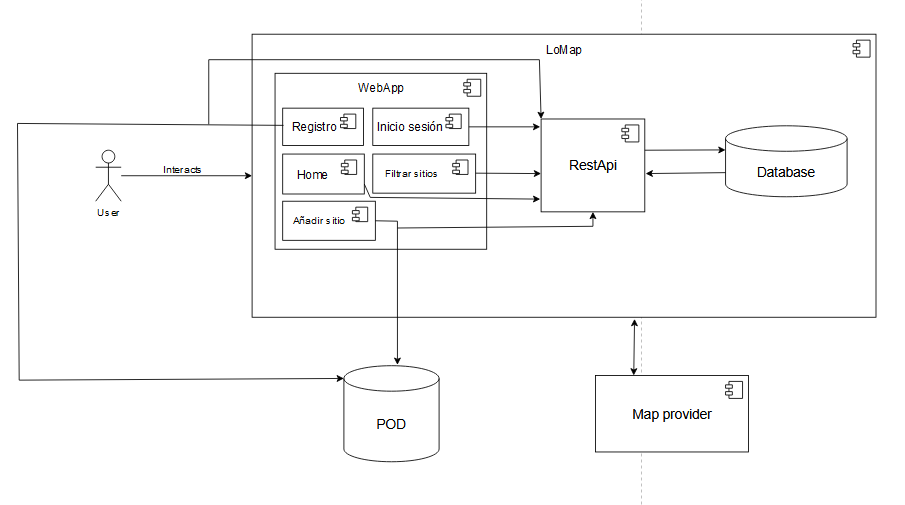 LoMap
WebApp
Registro
Inicio sesión
Home
Filtrar sitios
Añadir sitio
RestApi
Database
Interacts
User
POD
Map provider